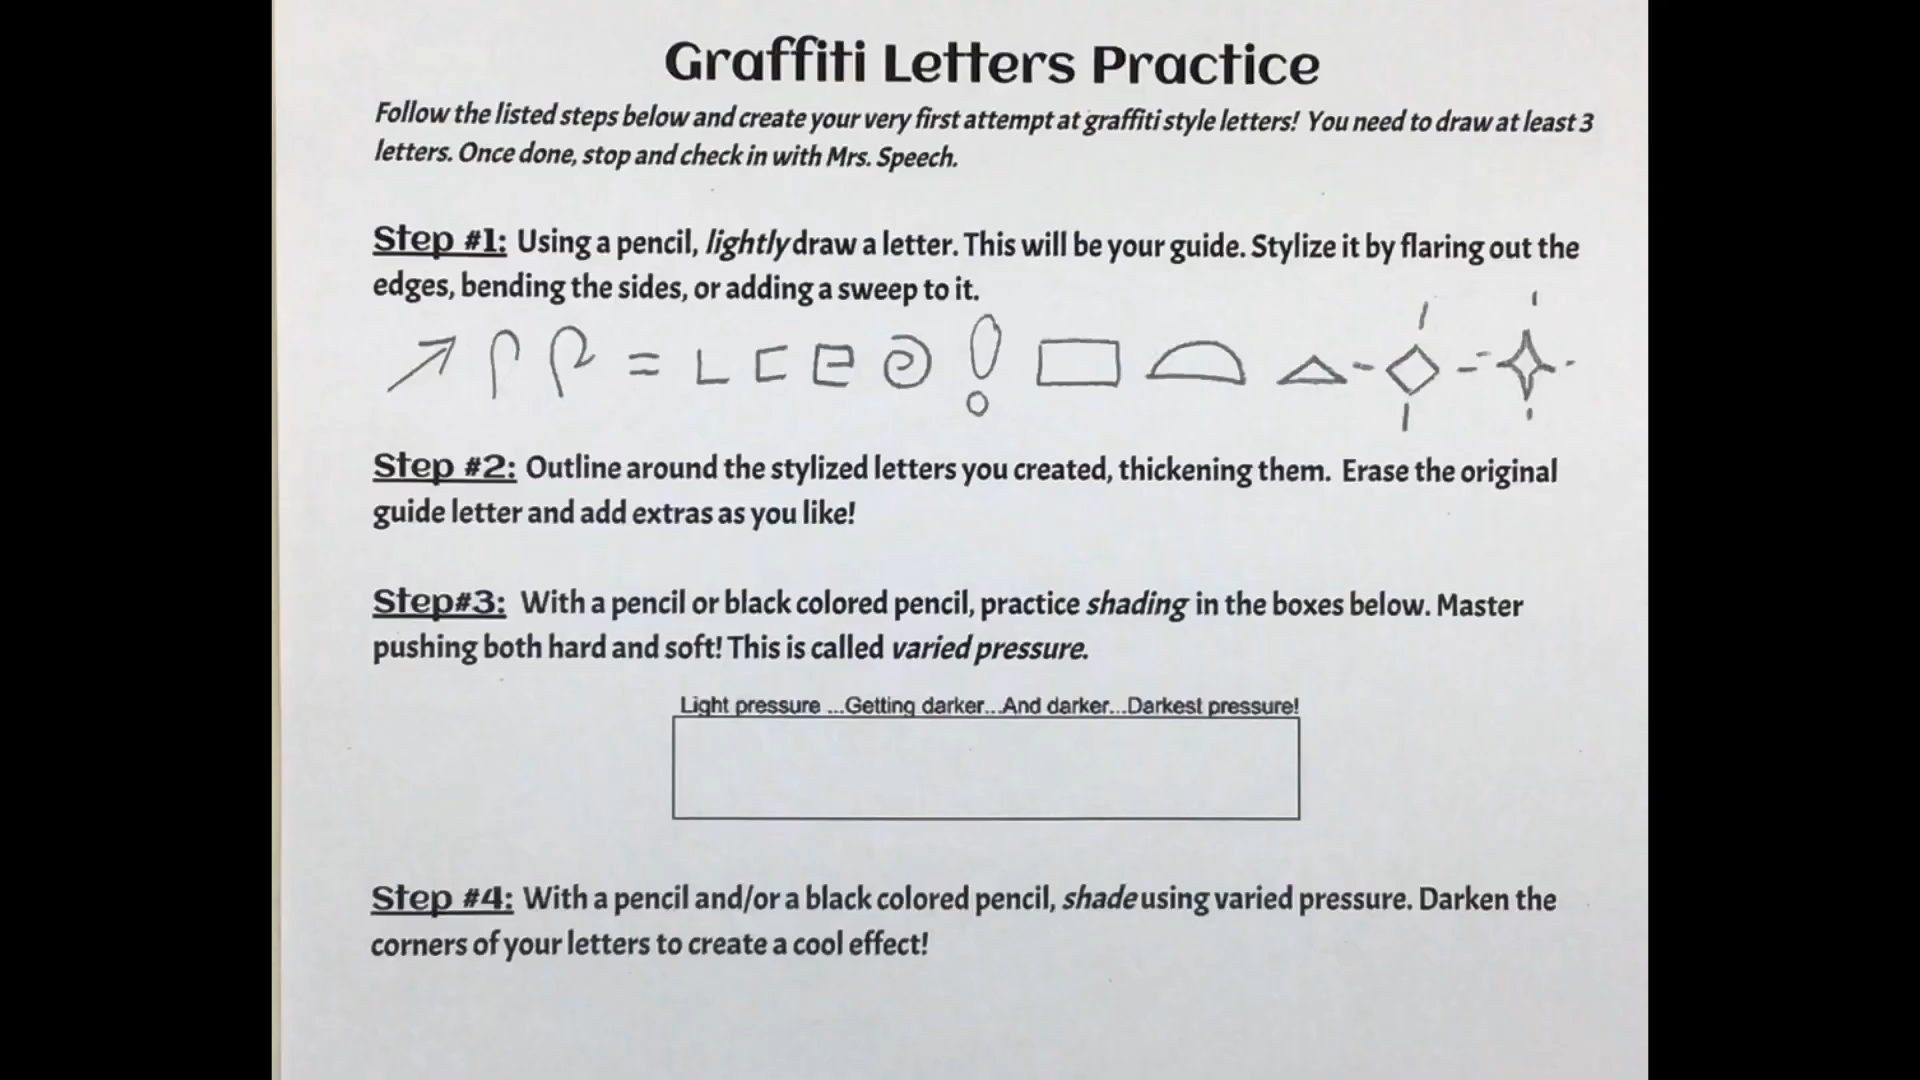 Graffiti Letters Practice
Follow the listed steps below and create your very first attempt at graffiti style letters! You need to draw at least 3
letters. Once done, stop and check in with Mrs. Speech.
Step #1: Using a pencil, lightly draw a letter. This will be your guide. Stylize it by flaring out the
edges, bending the sides, or adding a sweep to it.
Step #2: Outline around the stylized letters you created, thickening them. Erase the original
guide letter and add extras as you like!
Step#3: With a pencil or black colored pencil, practice shading in the boxes below. Master
pushing both hard and soft! This is called varied pressure.
Light pressure ...Getting darker...And darker...Darkest pressure!
Step #4: With a pencil and/or a black colored pencil, shade using varied pressure. Darken the
corners of your letters to create a cool effect!